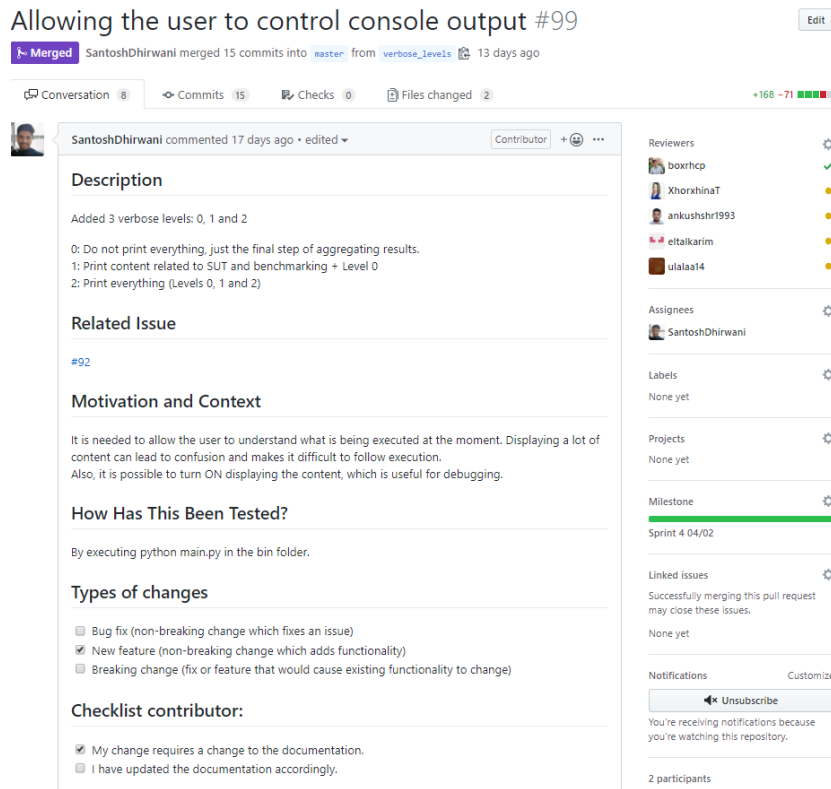 Allowing the user to control console output #99
Edit
Merged SantoshDhirwani merged 15 commits into master from verbose_levels 13 days ago
Conversation 8 Commits 15 Checks 0 Files changed 2 +168 −71
SantoshDhirwani commented 17 days ago • edited
Contributor
Description
Added 3 verbose levels: 0, 1 and 2
0: Do not print everything, just the final step of aggregating results.
1: Print content related to SUT and benchmarking + Level 0
2: Print everything (Levels 0, 1 and 2)
Related Issue
#92
Motivation and Context
It is needed to allow the user to understand what is being executed at the moment. Displaying a lot of
content can lead to confusion and makes it difficult to follow execution.
Also, it is possible to turn ON displaying the content, which is useful for debugging.
How Has This Been Tested?
By executing python main.py in the bin folder.
Types of changes
Bug fix (non-breaking change which fixes an issue)
New feature (non-breaking change which adds functionality)
Breaking change (fix or feature that would cause existing functionality to change)
Checklist contributor:
My change requires a change to the documentation.
I have updated the documentation accordingly.
Reviewers
boxrhcp
XhorxhinaT
ankushshr1993
eltalkarim
ulalaa14
Assignees
SantoshDhirwani
Labels
None yet
Projects
None yet
Milestone
Sprint 4 04/02
Linked issues
Successfully merging this pull request
may close these issues.
None yet
Notifications
Customize
Unsubscribe
You're receiving notifications because
you're watching this repository.
2 participants